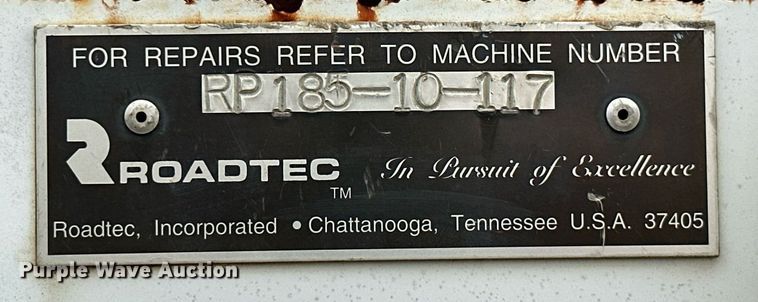 FOR REPAIRS REFER TO MACHINE NUMBER
RP185-10-117
ROADTEC TM In Pursuit of Excellence
Roadtec, Incorporated • Chattanooga, Tennessee U.S.A. 37405
Purple Wave Auction